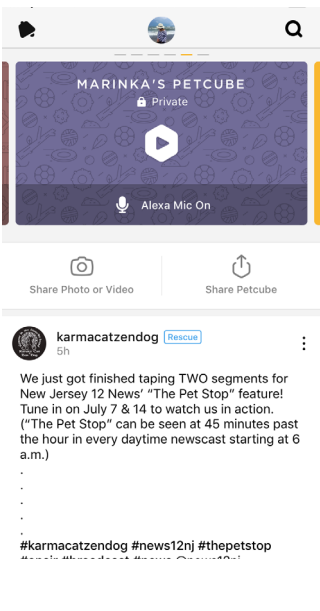 MARINKA'S PETCUBE
Private
Alexa Mic On
Share Photo or Video
Share Petcube
karmacatzendog Rescue
5h
We just got finished taping TWO segments for
New Jersey 12 News' “The Pet Stop” feature!
Tune in on July 7 & 14 to watch us in action.
(“The Pet Stop” can be seen at 45 minutes past
the hour in every daytime newscast starting at 6
a.m.)
.
.
.
.
.
#karmacatzendog #news12nj #thepetstop